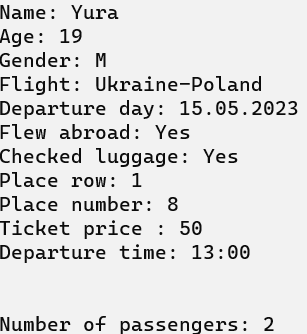 Name: Yura
Age: 19
Gender: M
Flight: Ukraine-Poland
Departure day: 15.05.2023
Flew abroad: Yes
Checked luggage: Yes
Place row: 1
Place number: 8
Ticket price : 50
Departure time: 13:00
Number of passengers: 2